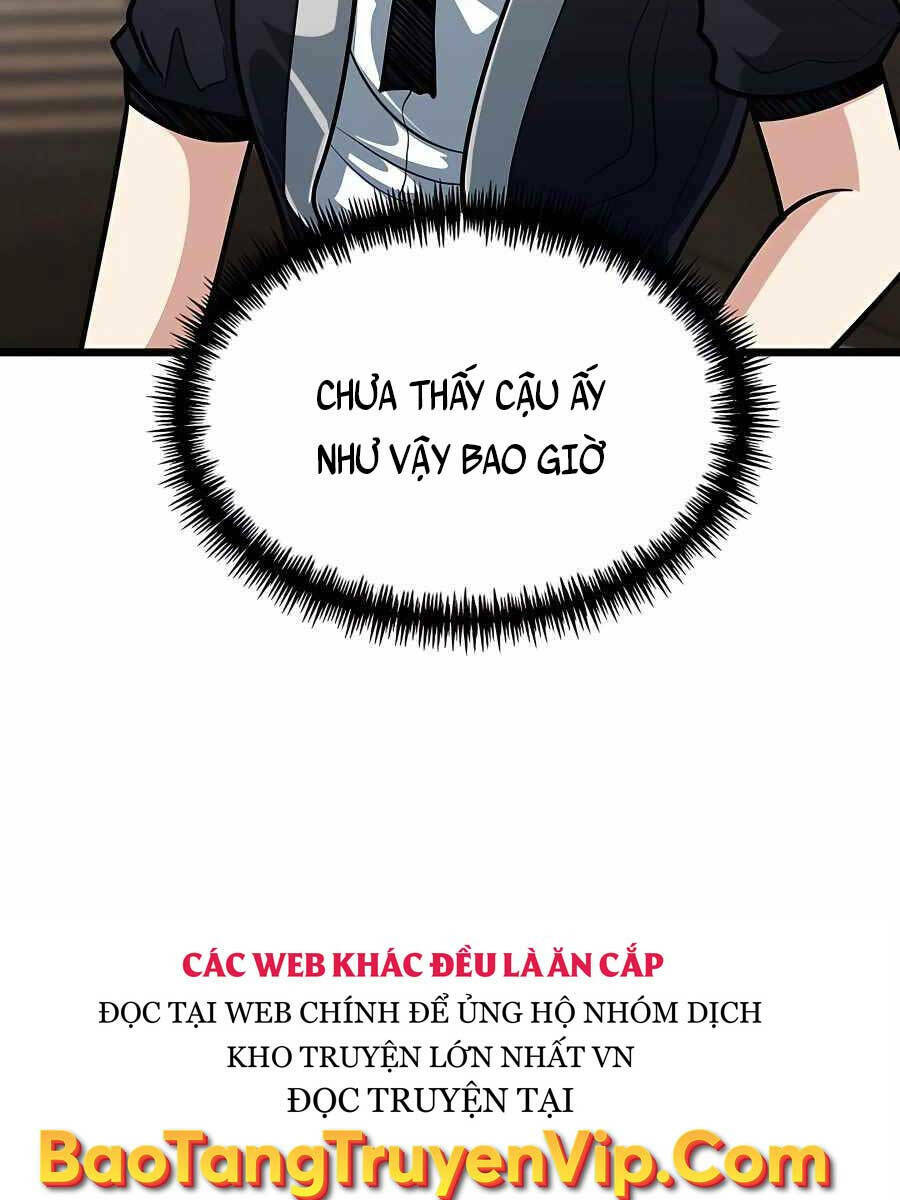 CHƯA THẤY CẬU ẤY
NHƯ VẬY BAO GIỜ
CÁC WEB KHÁC ĐỀU LÀ ĂN CẮP
ĐỌC TẠI WEB CHÍNH ĐỂ ỦNG HỘ NHÓM DỊCH
KHO TRUYỆN LỚN NHẤT VN
ĐỌC TRUYỆN TẠI
BaoTangTruyenVip.Com